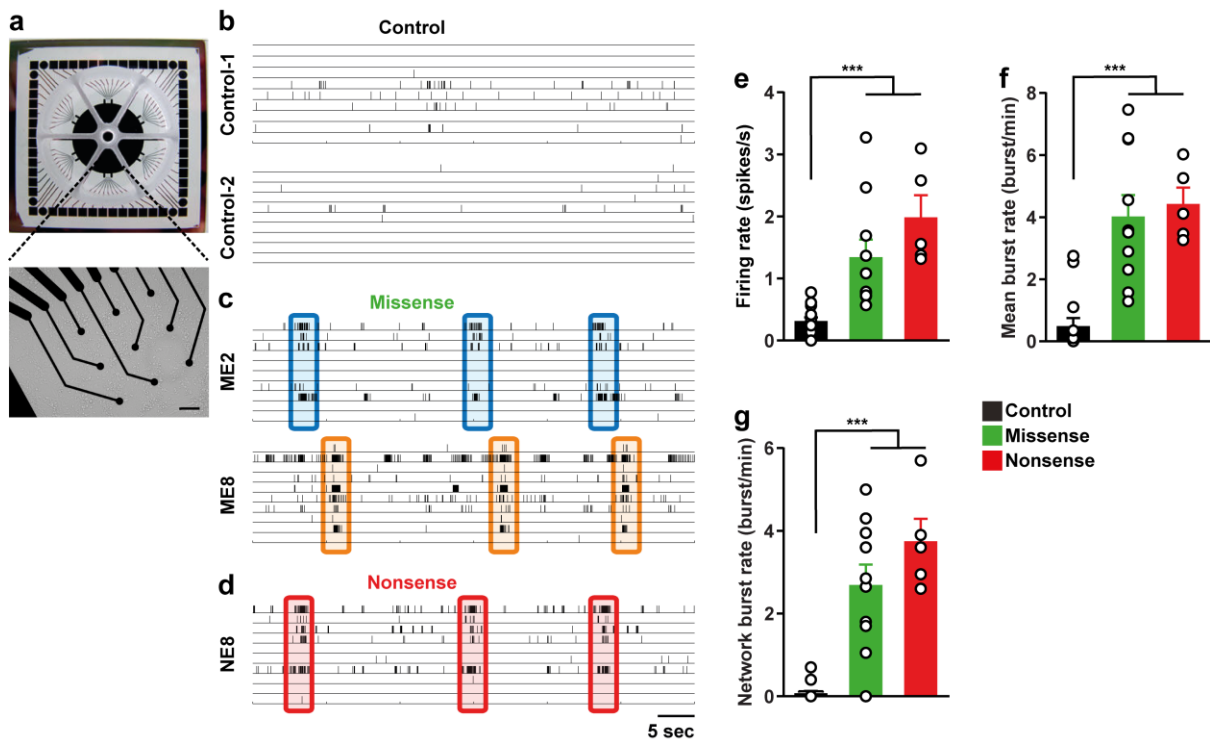 a
b
Control
Control-1
Control-2
c
Missense
ME2
ME8
d
Nonsense
NE8
5 sec
e
***
Firing rate (spikes/s)
4
3
2
1
0
f
***
Mean burst rate (burst/min)
8
6
4
2
0
g
***
Network burst rate (burst/min)
6
4
2
0
Control
Missense
Nonsense